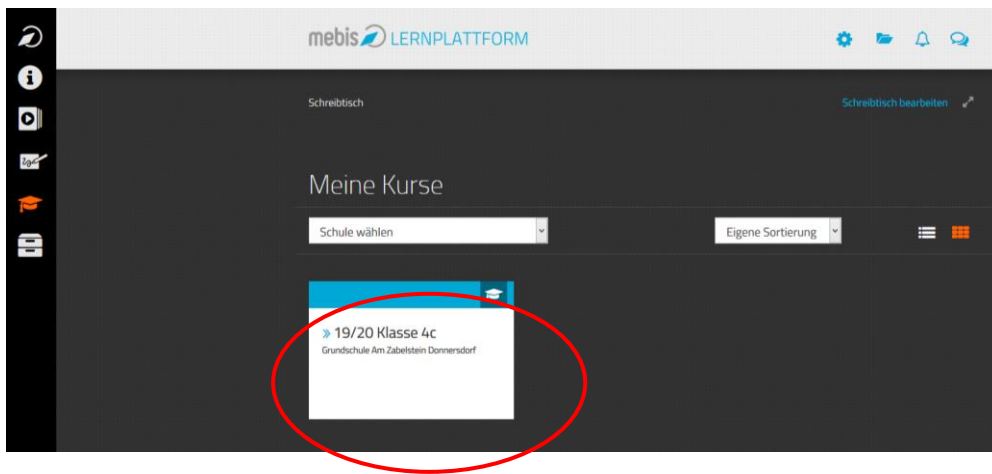 mebis LERNPLATTFORM
Schreibtisch
Schreibtisch bearbeiten
Meine Kurse
Schule wählen
Eigene Sortierung
» 19/20 Klasse 4c
Grundschule Am Zabelstein Donnersdorf